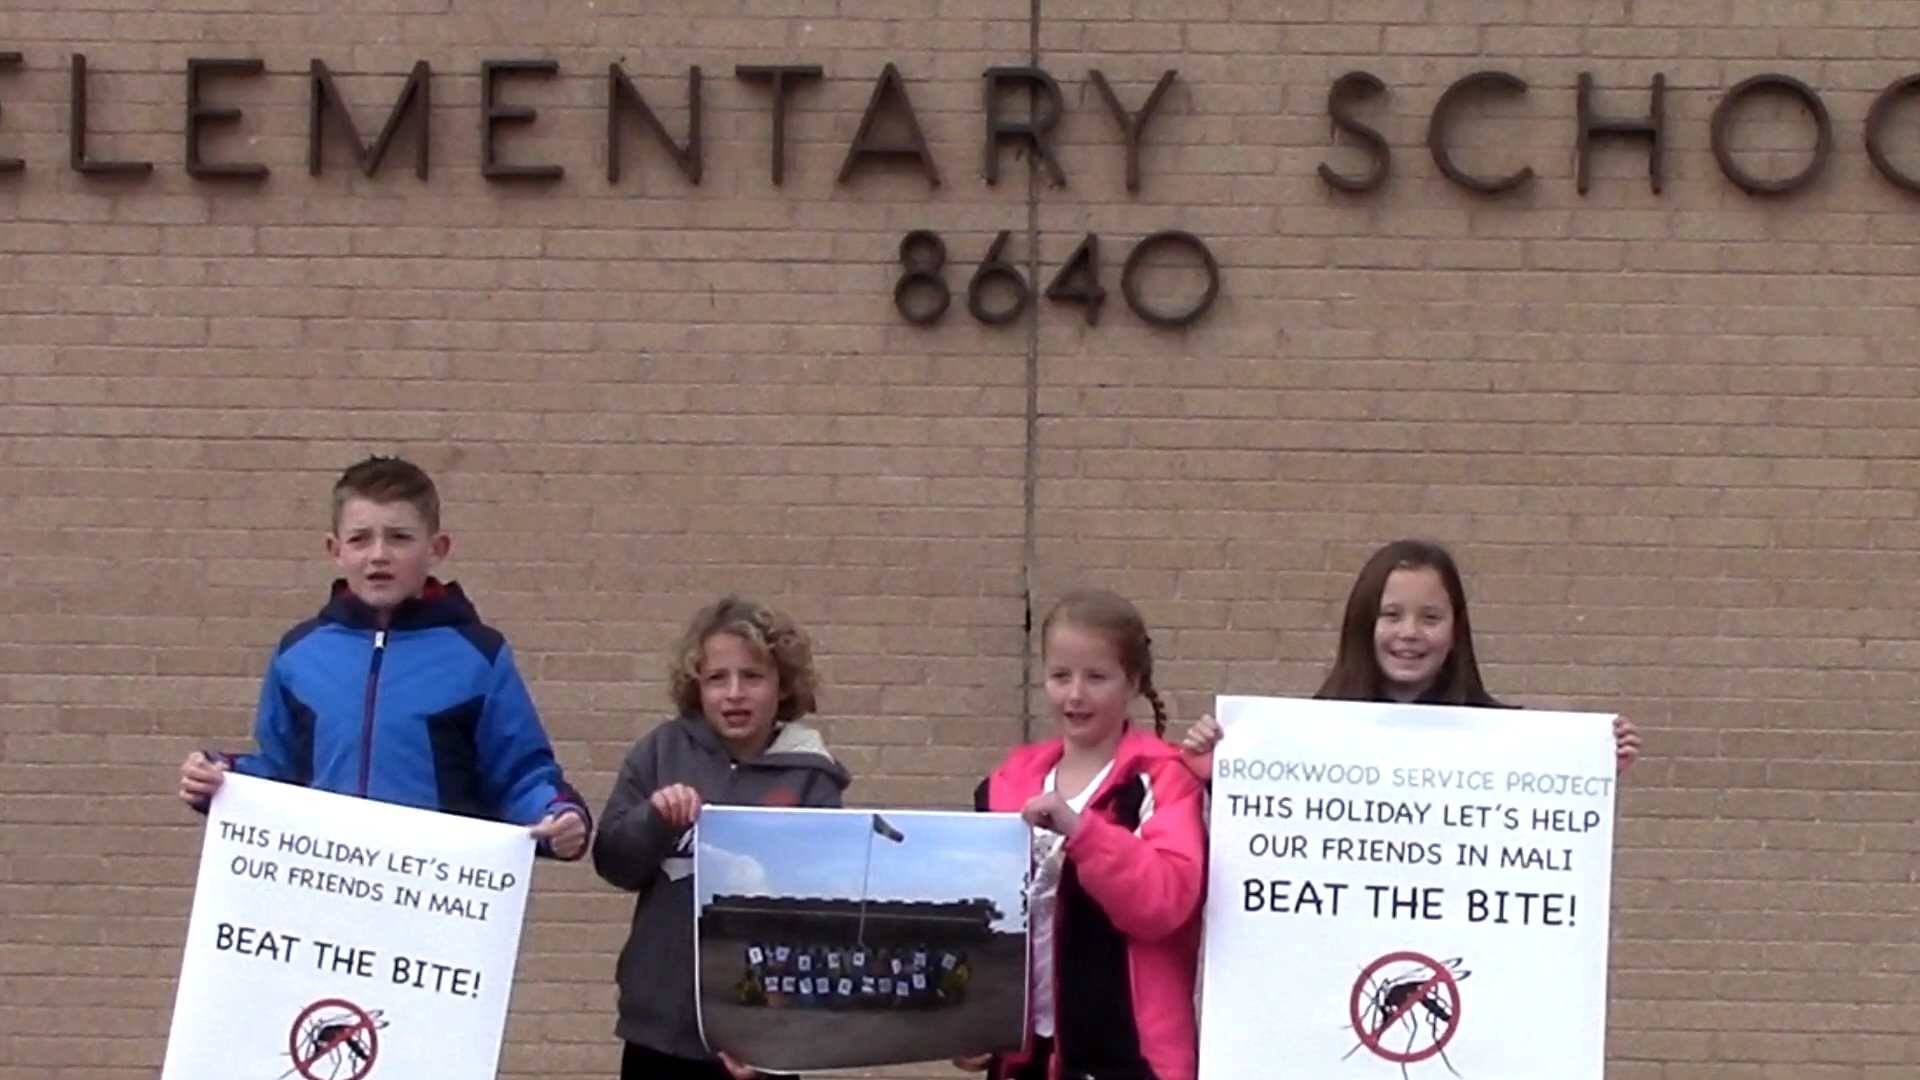 ELEMENTARY SCHOO
8640
THIS HOLIDAY LET'S HELP
OUR FRIENDS IN MALI
BEAT THE BITE!
BROOKWOOD SERVICE PROJECT
THIS HOLIDAY LET'S HELP
OUR FRIENDS IN MALI
BEAT THE BITE!